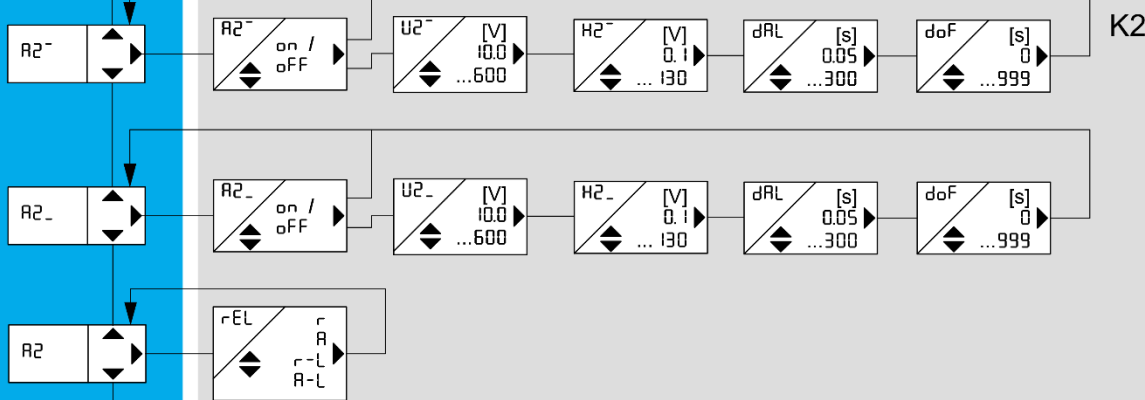 A2¯
A2¯
on /
oFF
U2¯
[V]
10.0
...600
H2¯
[V]
0.1
... 130
dAL
[s]
0.05
...300
doF
[s]
0
...999
K2
A2_
A2_
on /
oFF
U2_
[V]
10.0
...600
H2_
[V]
0.1
... 130
dAL
[s]
0.05
...300
doF
[s]
0
...999
A2
rEL
r
A
r-L
A-L